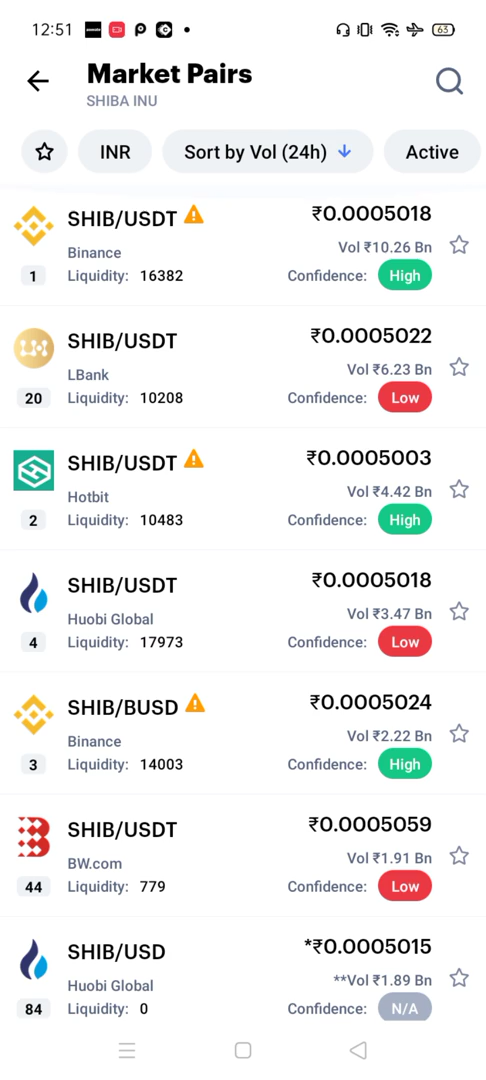 12:51
63
Market Pairs
SHIBA INU
INR
Sort by Vol (24h)
Active
SHIB/USDT
₹0.0005018
Binance
Vol ₹10.26 Bn
1
Liquidity: 16382
Confidence: High
SHIB/USDT
₹0.0005022
LBank
Vol ₹6.23 Bn
20
Liquidity: 10208
Confidence: Low
SHIB/USDT
₹0.0005003
Hotbit
Vol ₹4.42 Bn
2
Liquidity: 10483
Confidence: High
SHIB/USDT
₹0.0005018
Huobi Global
Vol ₹3.47 Bn
4
Liquidity: 17973
Confidence: Low
SHIB/BUSD
₹0.0005024
Binance
Vol ₹2.22 Bn
3
Liquidity: 14003
Confidence: High
SHIB/USDT
₹0.0005059
BW.com
Vol ₹1.91 Bn
44
Liquidity: 779
Confidence: Low
SHIB/USD
*₹0.0005015
Huobi Global
**Vol ₹1.89 Bn
84
Liquidity: 0
Confidence: N/A